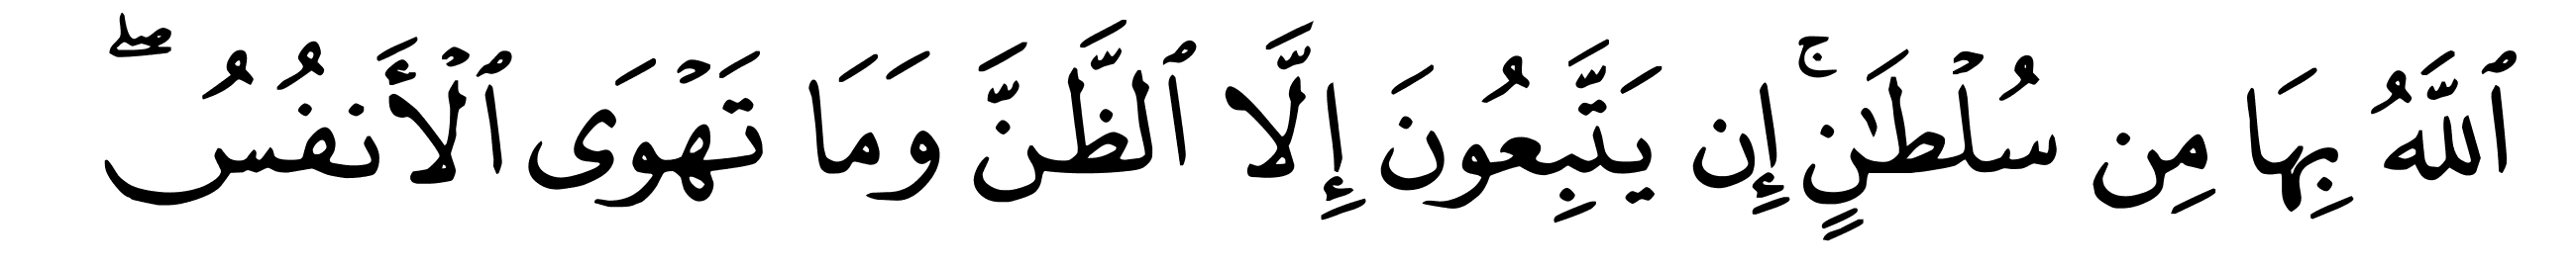 ٱللَّهُ بِهَا مِن سُلْطَٰنٍۚ إِن يَتَّبِعُونَ إِلَّا ٱلظَّنَّ وَمَا تَهْوَى ٱلْأَنفُسُۖ